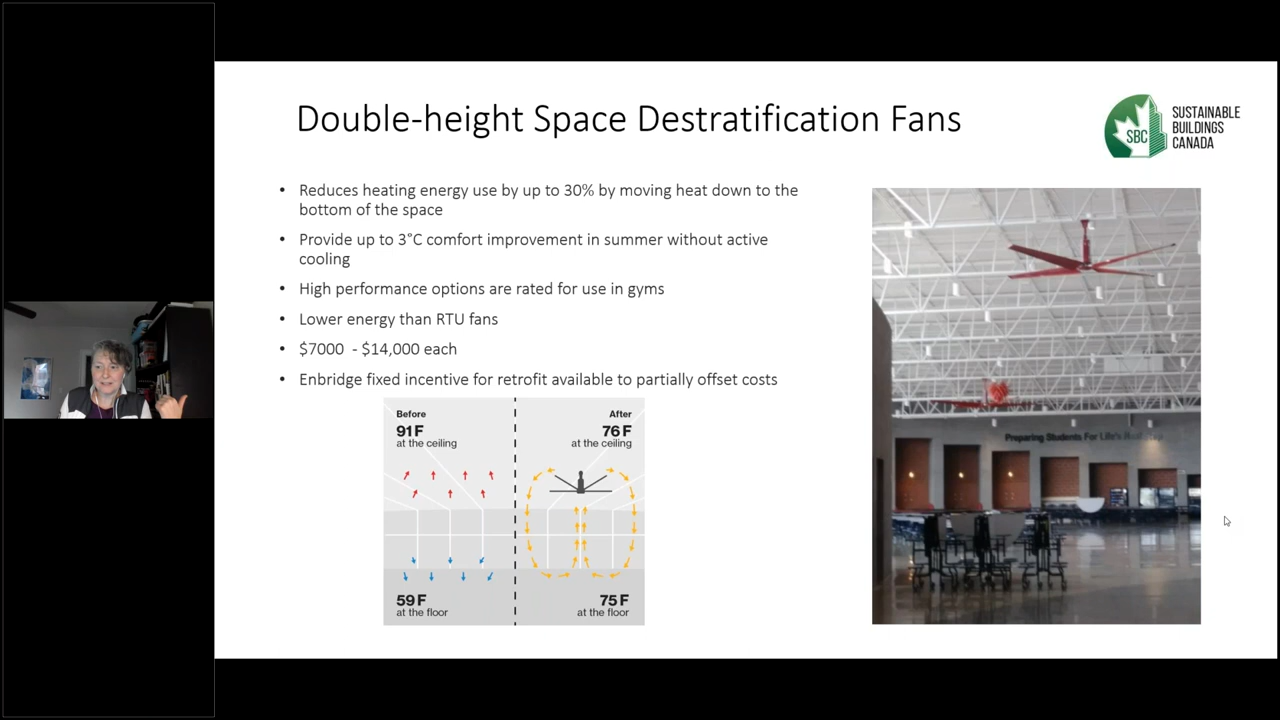 Double-height Space Destratification Fans
SBC
SUSTAINABLE
BUILDINGS
CANADA
• Reduces heating energy use by up to 30% by moving heat down to the
bottom of the space
• Provide up to 3°C comfort improvement in summer without active
cooling
• High performance options are rated for use in gyms
• Lower energy than RTU fans
• $7000 - $14,000 each
• Enbridge fixed incentive for retrofit available to partially offset costs
Before
91F
at the ceiling
After
76F
at the ceiling
59F
at the floor
75F
at the floor
Preparing Students For Life's